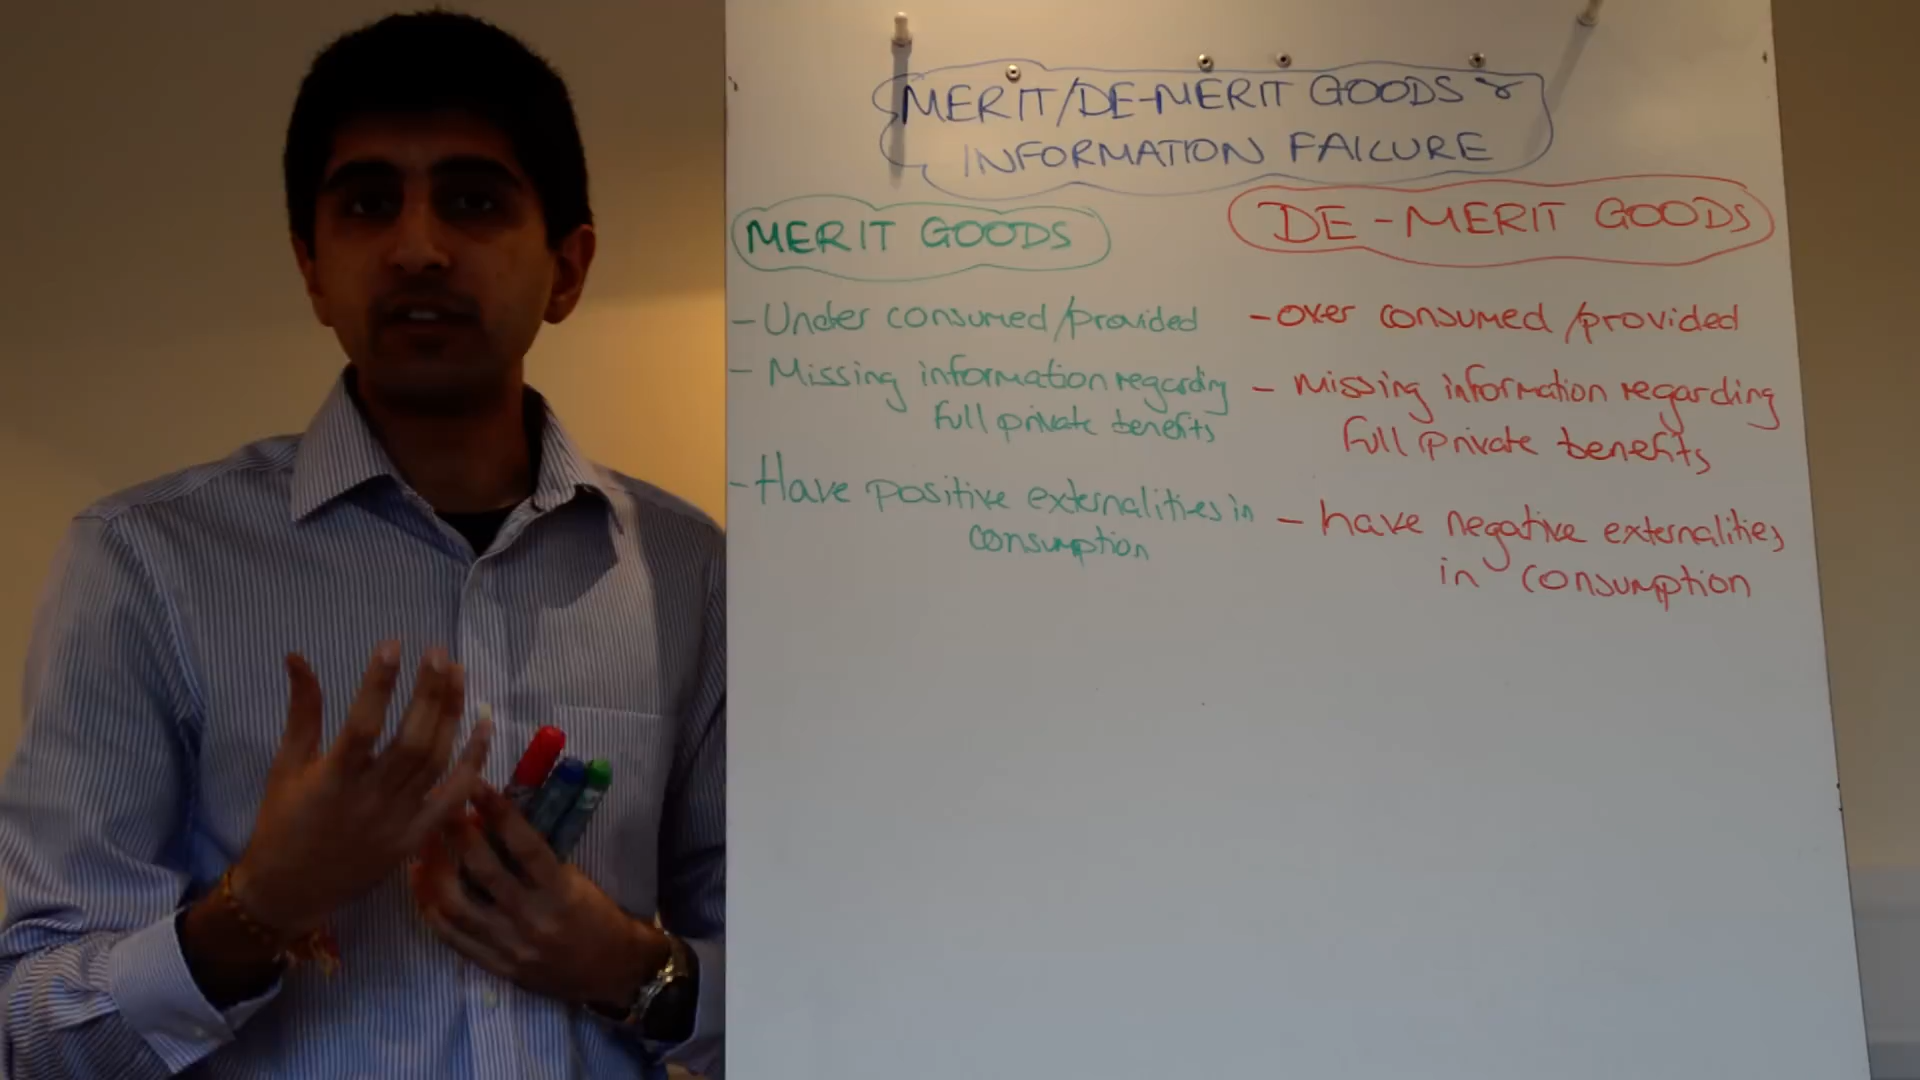 MERIT/DE-MERIT GOODS &
INFORMATION FAILURE
MERIT GOODS
- Under consumed/provided
- Missing information regarding
full private benefits
- Have positive externalities in
consumption
DE-MERIT GOODS
- over consumed/provided
- missing information regarding
full private benefits
- have negative externalities
in consumption